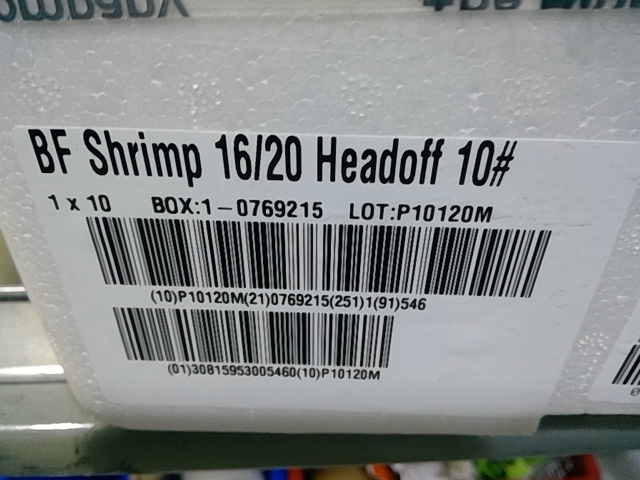 BF Shrimp 16/20 Headoff 10#
1 x 10 BOX:1-0769215 LOT:P10120M
(10)P10120M(21)0769215(251)1(91)546
(01)30815953005460(10)P10120M